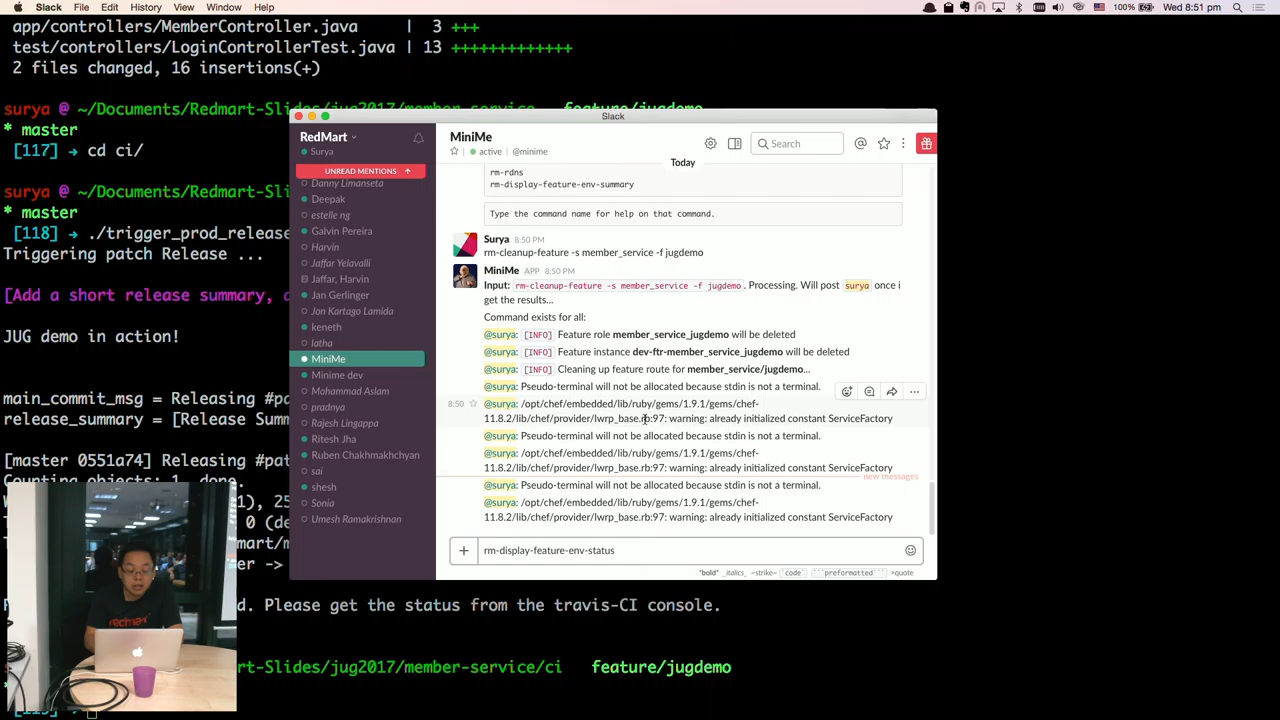 Slack File Edit History View Window Help
100% Wed 8:51 pm
app/controllers/MemberController.java | 3 +++
test/controllers/LoginControllerTest.java | 13 +++++++++++++
2 files changed, 16 insertions(+)
surya @ ~/Documents/Redmart-Slides/jug2017/member-service feature/jugdemo
* master
[117] → cd ci/
surya @ ~/Documents/Redmart-Slides/
* master
[118] → ./trigger_prod_release
Triggering patch Release ...
[Add a short release summary,
JUG demo in action!
main_commit_msg = Releasing #pa
release_summary = [Release Summ
[master 0551a74] Releasing #pat
Counting objects: 1, done.
. Please get the status from the travis-CI console.
rt-Slides/jug2017/member-service/ci feature/jugdemo
Slack
RedMart
Surya
UNREAD MENTIONS ↑
Danny Limanseta
Deepak
estelle ng
Galvin Pereira
Harvin
Jaffar Yelavalli
Jaffar, Harvin
Jan Gerlinger
Jon Kartago Lamida
keneth
latha
MiniMe
Minime dev
Mohammad Aslam
pradnya
Rajesh Lingappa
Ritesh Jha
Ruben Chakhmakhchyan
sai
shesh
Sonia
Umesh Ramakrishnan
MiniMe
active @minime
Search
Today
rm-rdns
rm-display-feature-env-summary
Type the command name for help on that command.
Surya 8:50 PM
rm-cleanup-feature -s member_service -f jugdemo
MiniMe APP 8:50 PM
Input: rm-cleanup-feature -s member_service -f jugdemo. Processing. Will post surya once i
get the results...
Command exists for all:
@surya: [INFO] Feature role member_service_jugdemo will be deleted
@surya: [INFO] Feature instance dev-ftr-member_service_jugdemo will be deleted
@surya: [INFO] Cleaning up feature route for member_service/jugdemo...
@surya: Pseudo-terminal will not be allocated because stdin is not a terminal.
8:50 @surya: /opt/chef/embedded/lib/ruby/gems/1.9.1/gems/chef-
11.8.2/lib/chef/provider/lwrp_base.rb:97: warning: already initialized constant ServiceFactory
@surya: Pseudo-terminal will not be allocated because stdin is not a terminal.
@surya: /opt/chef/embedded/lib/ruby/gems/1.9.1/gems/chef-
11.8.2/lib/chef/provider/lwrp_base.rb:97: warning: already initialized constant ServiceFactory
new messages
@surya: Pseudo-terminal will not be allocated because stdin is not a terminal.
@surya: /opt/chef/embedded/lib/ruby/gems/1.9.1/gems/chef-
11.8.2/lib/chef/provider/lwrp_base.rb:97: warning: already initialized constant ServiceFactory
rm-display-feature-env-status
*bold* _italics_ ~strike~ `code` ```preformatted``` >quote
redmart